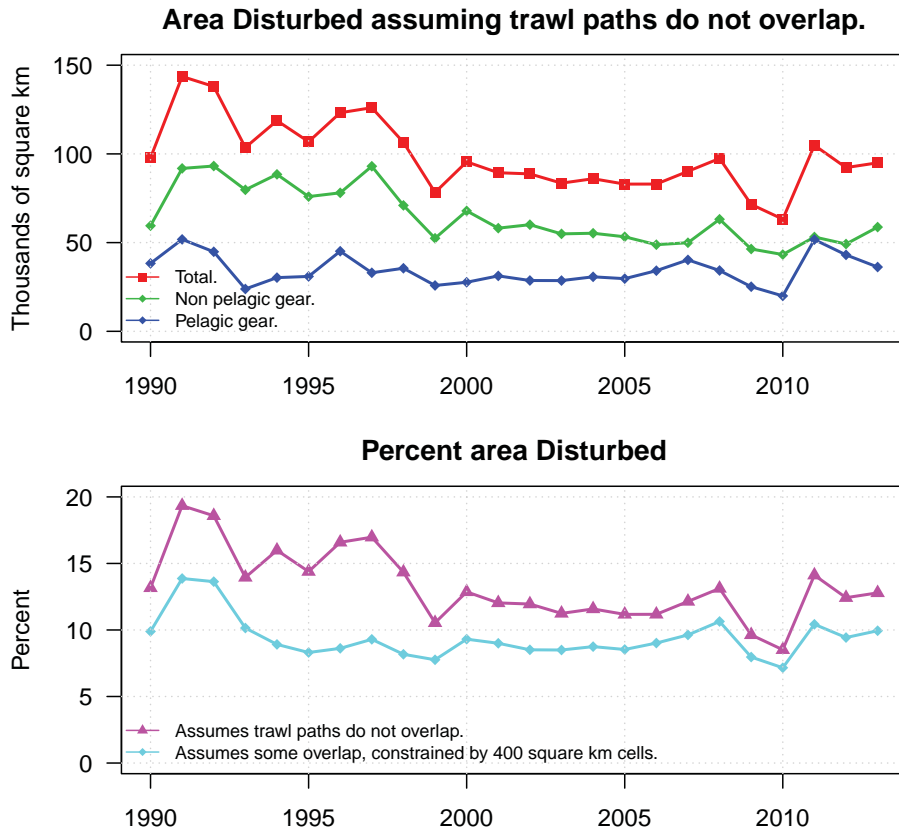 Area Disturbed assuming trawl paths do not overlap.
Thousands of square km
150
100
50
0
Total.
Non pelagic gear.
Pelagic gear.
1990 1995 2000 2005 2010
Percent area Disturbed
Percent
20
15
10
5
0
Assumes trawl paths do not overlap.
Assumes some overlap, constrained by 400 square km cells.
1990 1995 2000 2005 2010